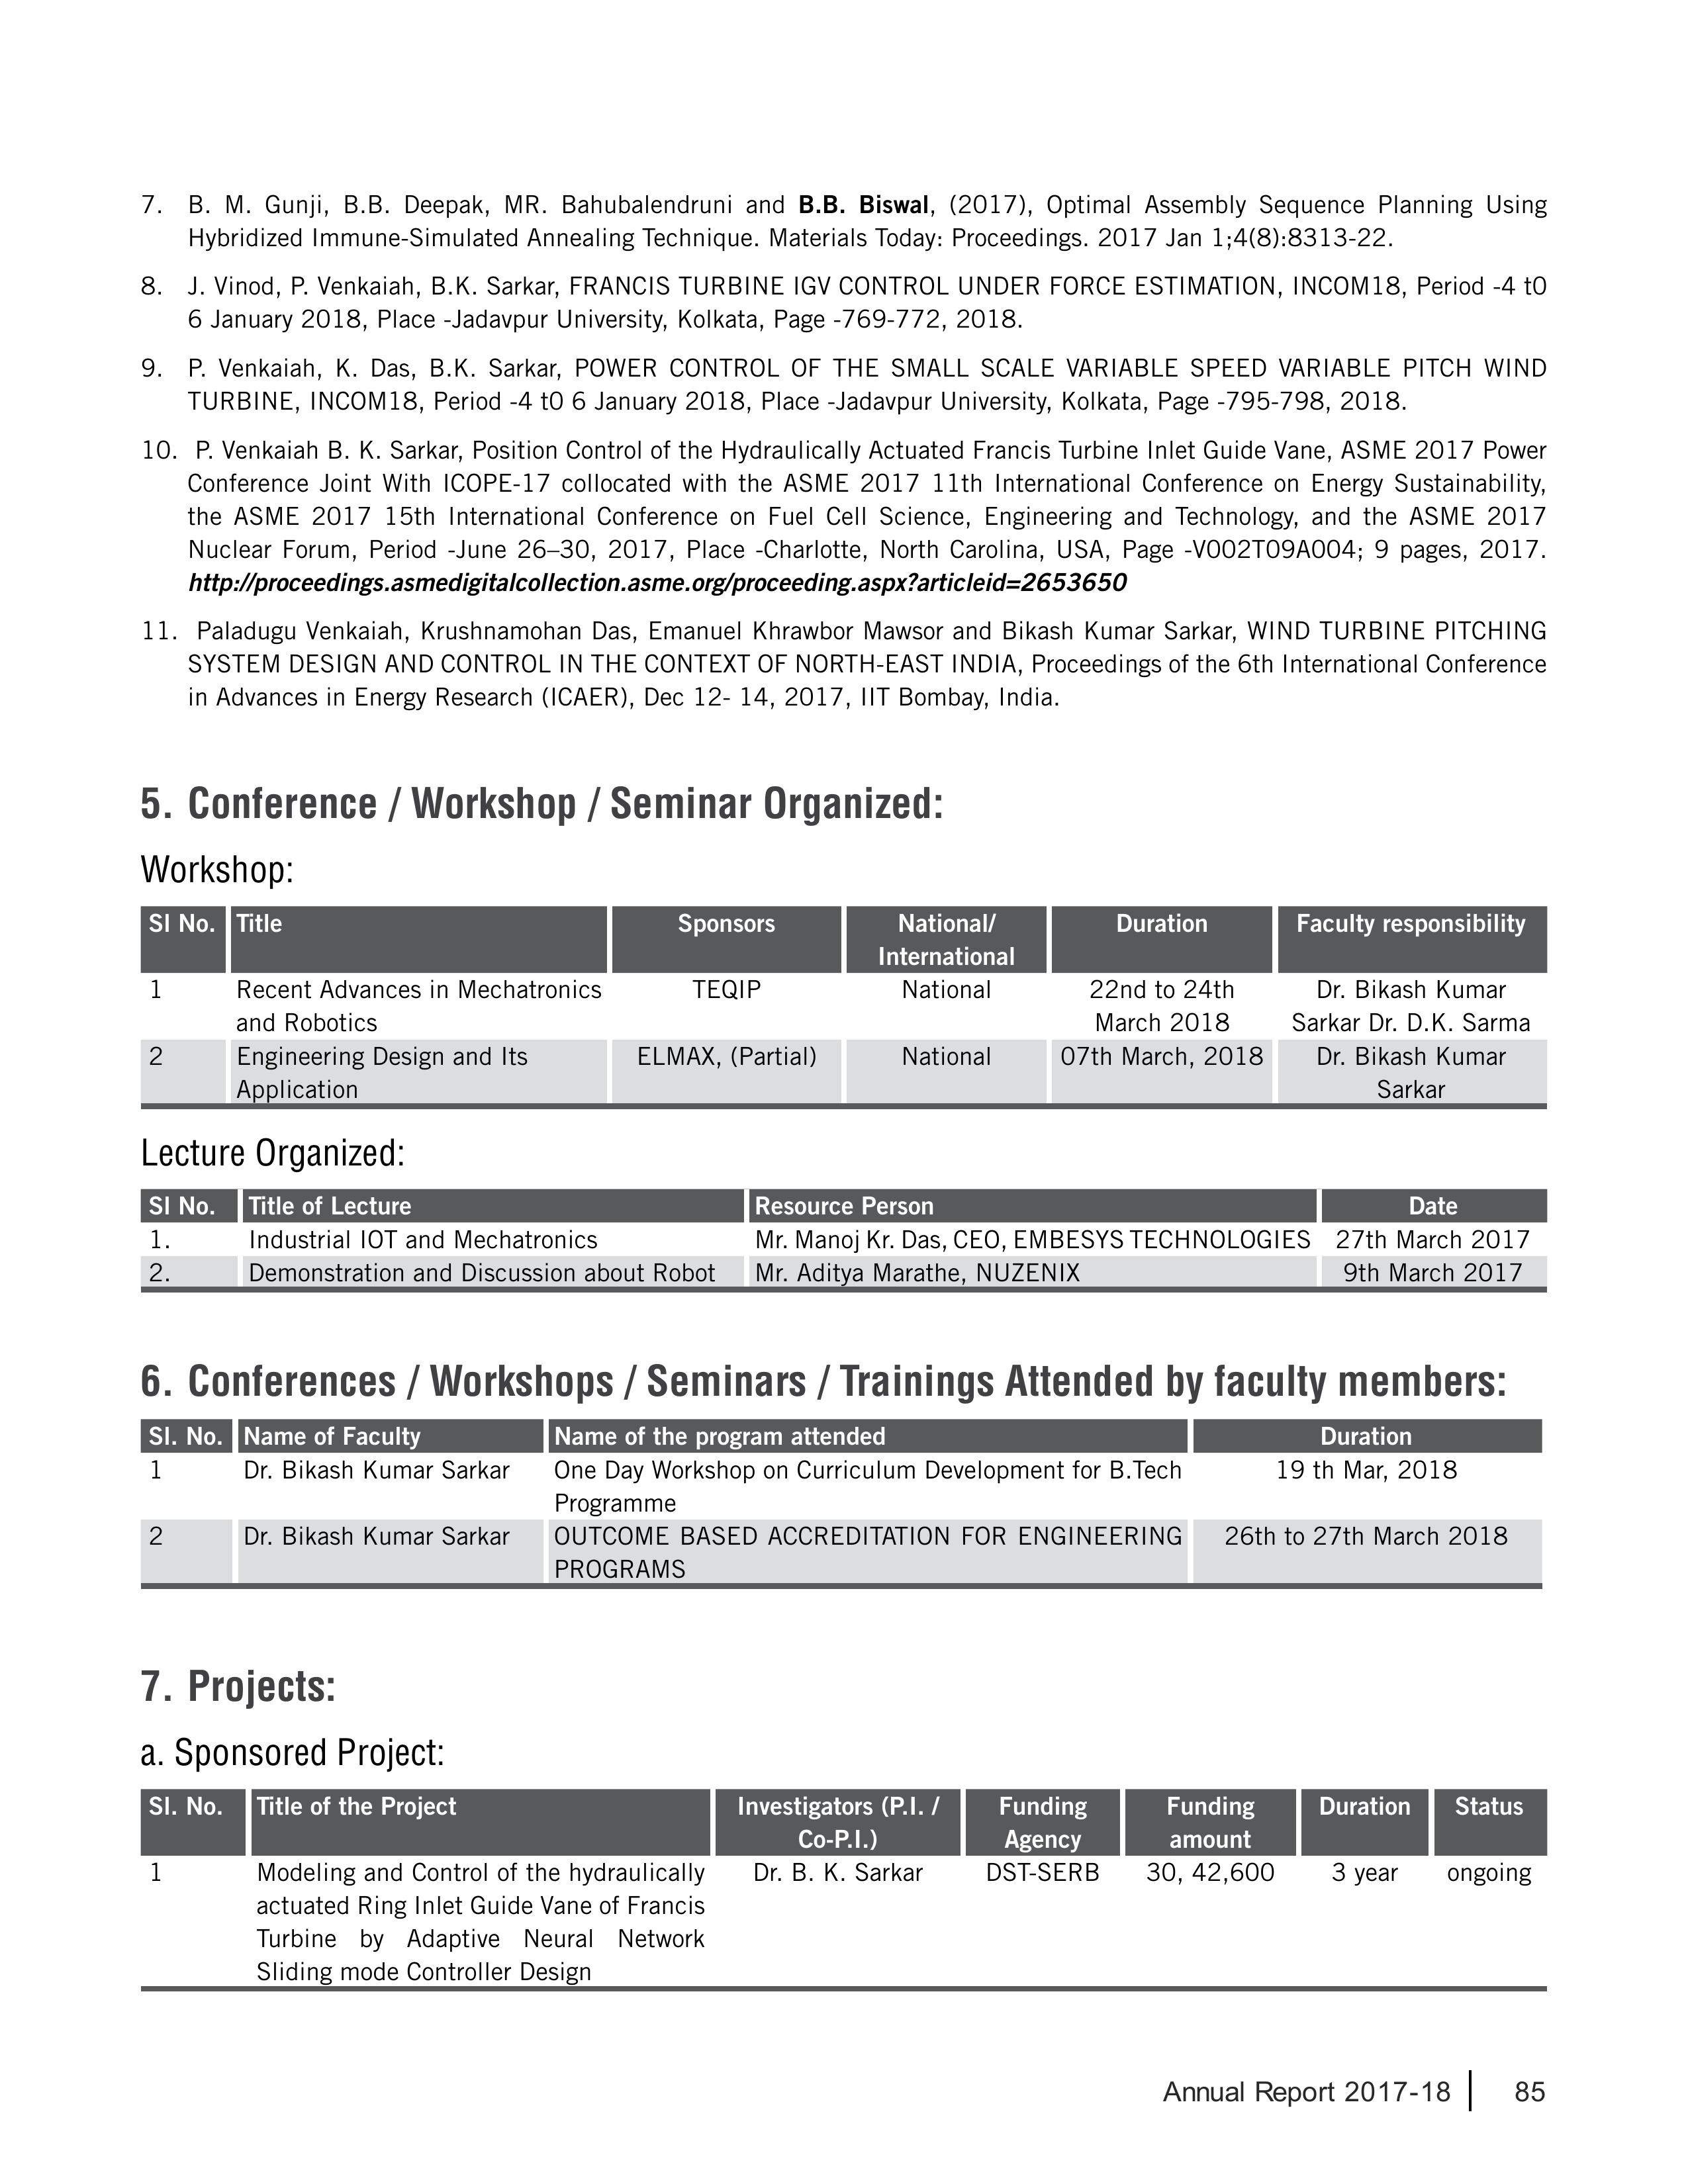 7. B. M. Gunji, B.B. Deepak, MR. Bahubalendruni and B.B. Biswal, (2017), Optimal Assembly Sequence Planning Using
Hybridized Immune-Simulated Annealing Technique. Materials Today: Proceedings. 2017 Jan 1;4(8):8313-22.
8. J. Vinod, P. Venkaiah, B.K. Sarkar, FRANCIS TURBINE IGV CONTROL UNDER FORCE ESTIMATION, INCOM18, Period -4 t0
6 January 2018, Place -Jadavpur University, Kolkata, Page -769-772, 2018.
9. P. Venkaiah, K. Das, B.K. Sarkar, POWER CONTROL OF THE SMALL SCALE VARIABLE SPEED VARIABLE PITCH WIND
TURBINE, INCOM18, Period -4 t0 6 January 2018, Place -Jadavpur University, Kolkata, Page -795-798, 2018.
10. P. Venkaiah B. K. Sarkar, Position Control of the Hydraulically Actuated Francis Turbine Inlet Guide Vane, ASME 2017 Power
Conference Joint With ICOPE-17 collocated with the ASME 2017 11th International Conference on Energy Sustainability,
the ASME 2017 15th International Conference on Fuel Cell Science, Engineering and Technology, and the ASME 2017
Nuclear Forum, Period -June 26–30, 2017, Place -Charlotte, North Carolina, USA, Page -V002T09A004; 9 pages, 2017.
http://proceedings.asmedigitalcollection.asme.org/proceeding.aspx?articleid=2653650
11. Paladugu Venkaiah, Krushnamohan Das, Emanuel Khrawbor Mawsor and Bikash Kumar Sarkar, WIND TURBINE PITCHING
SYSTEM DESIGN AND CONTROL IN THE CONTEXT OF NORTH-EAST INDIA, Proceedings of the 6th International Conference
in Advances in Energy Research (ICAER), Dec 12- 14, 2017, IIT Bombay, India.
5. Conference / Workshop / Seminar Organized:
Workshop:
Sl No. Title Sponsors National/ Duration Faculty responsibility
International
1 Recent Advances in Mechatronics TEQIP National 22nd to 24th Dr. Bikash Kumar
and Robotics March 2018 Sarkar Dr. D.K. Sarma
2 Engineering Design and Its ELMAX, (Partial) National 07th March, 2018 Dr. Bikash Kumar
Application Sarkar
Lecture Organized:
Sl No. Title of Lecture Resource Person Date
1. Industrial IOT and Mechatronics Mr. Manoj Kr. Das, CEO, EMBESYS TECHNOLOGIES 27th March 2017
2. Demonstration and Discussion about Robot Mr. Aditya Marathe, NUZENIX 9th March 2017
6. Conferences / Workshops / Seminars / Trainings Attended by faculty members:
Sl. No. Name of Faculty Name of the program attended Duration
1 Dr. Bikash Kumar Sarkar One Day Workshop on Curriculum Development for B.Tech 19 th Mar, 2018
Programme
2 Dr. Bikash Kumar Sarkar OUTCOME BASED ACCREDITATION FOR ENGINEERING 26th to 27th March 2018
PROGRAMS
7. Projects:
a. Sponsored Project:
Sl. No. Title of the Project Investigators (P.I. / Funding Funding Duration Status
Co-P.I.) Agency amount
1 Modeling and Control of the hydraulically Dr. B. K. Sarkar DST-SERB 30, 42,600 3 year ongoing
actuated Ring Inlet Guide Vane of Francis
Turbine by Adaptive Neural Network
Sliding mode Controller Design
Annual Report 2017-18 85